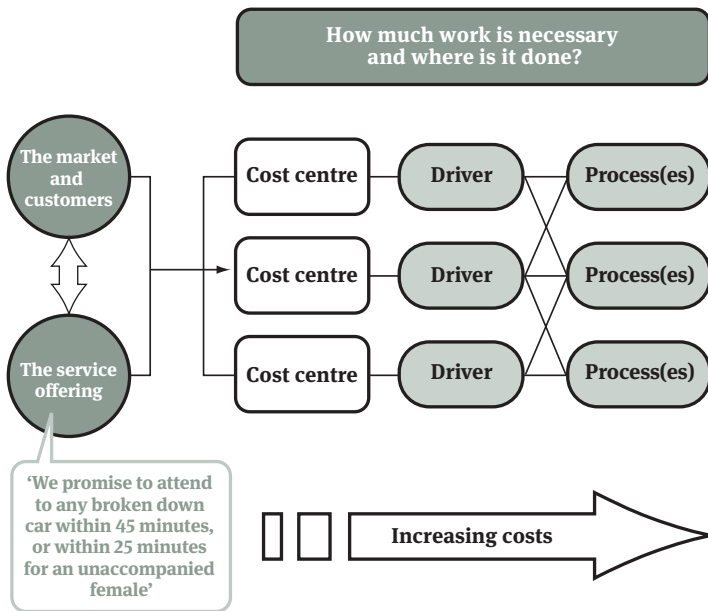 How much work is necessary
and where is it done?
The market
and
customers
Cost centre
Driver
Process(es)
Cost centre
Driver
Process(es)
The service
offering
Cost centre
Driver
Process(es)
‘We promise to attend
to any broken down
car within 45 minutes,
or within 25 minutes
for an unaccompanied
female’
Increasing costs